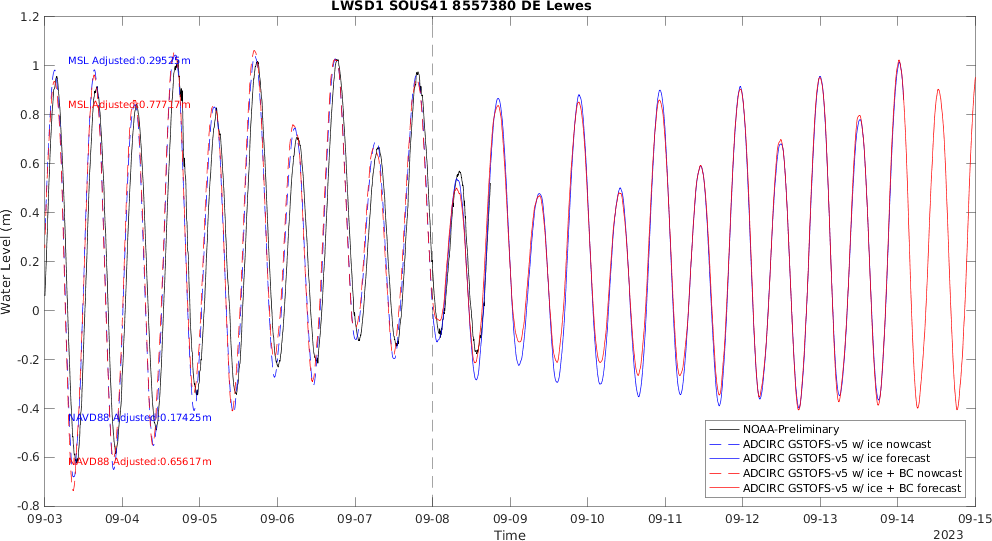 LWSD1 SOUS41 8557380 DE Lewes
Water Level (m)
1.2
1
0.8
0.6
0.4
0.2
0
-0.2
-0.4
-0.6
-0.8
MSL Adjusted:0.29525m
MSL Adjusted:0.77717m
NAVD88 Adjusted:0.17425m
NAVD88 Adjusted:0.65617m
NOAA-Preliminary
ADCIRC GSTOFS-v5 w/ ice nowcast
ADCIRC GSTOFS-v5 w/ ice forecast
ADCIRC GSTOFS-v5 w/ ice + BC nowcast
ADCIRC GSTOFS-v5 w/ ice + BC forecast
09-03 09-04 09-05 09-06 09-07 09-08 09-09 09-10 09-11 09-12 09-13 09-14 09-15
Time
2023